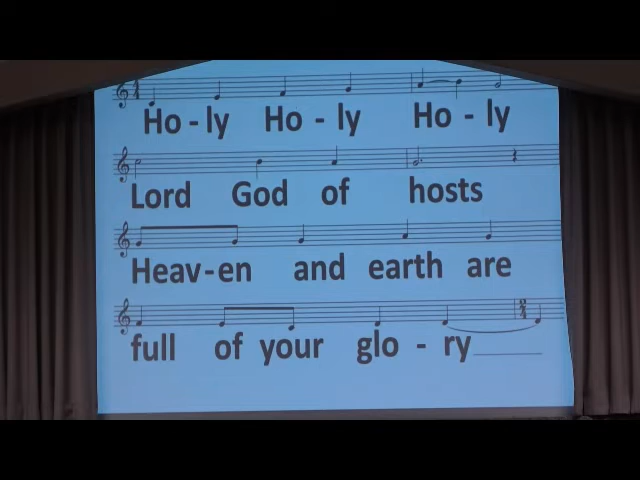 Ho - ly Ho - ly Ho - ly
Lord God of hosts
Heav-en and earth are
full of your glo - ry____